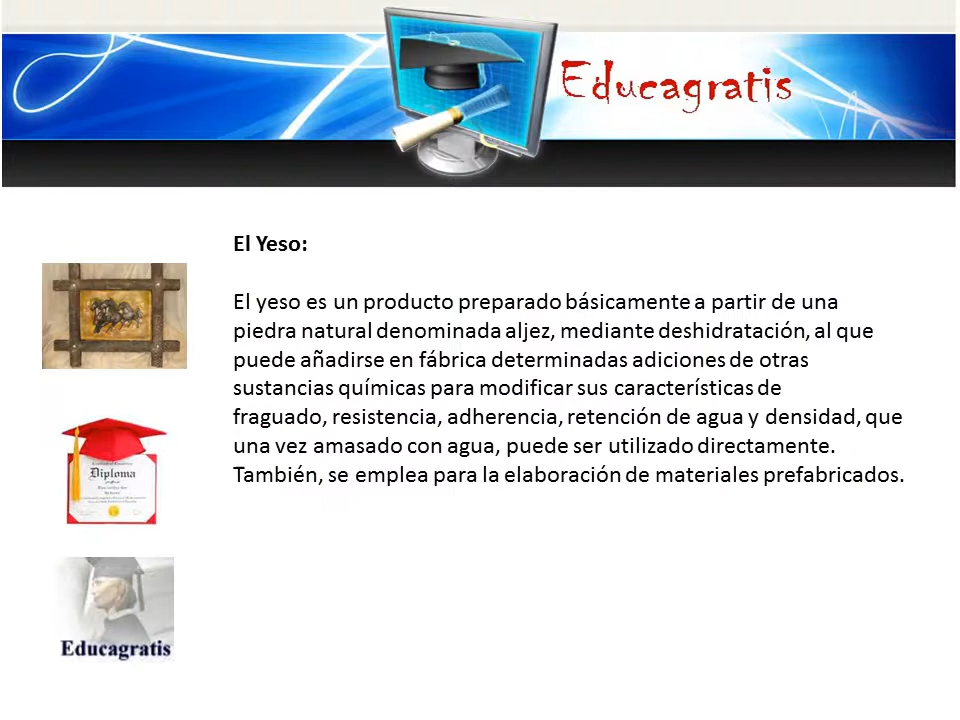 Educagratis
El Yeso:
El yeso es un producto preparado básicamente a partir de una
piedra natural denominada aljez, mediante deshidratación, al que
puede añadirse en fábrica determinadas adiciones de otras
sustancias químicas para modificar sus características de
fraguado, resistencia, adherencia, retención de agua y densidad, que
una vez amasado con agua, puede ser utilizado directamente.
También, se emplea para la elaboración de materiales prefabricados.
Diploma
Educagratis